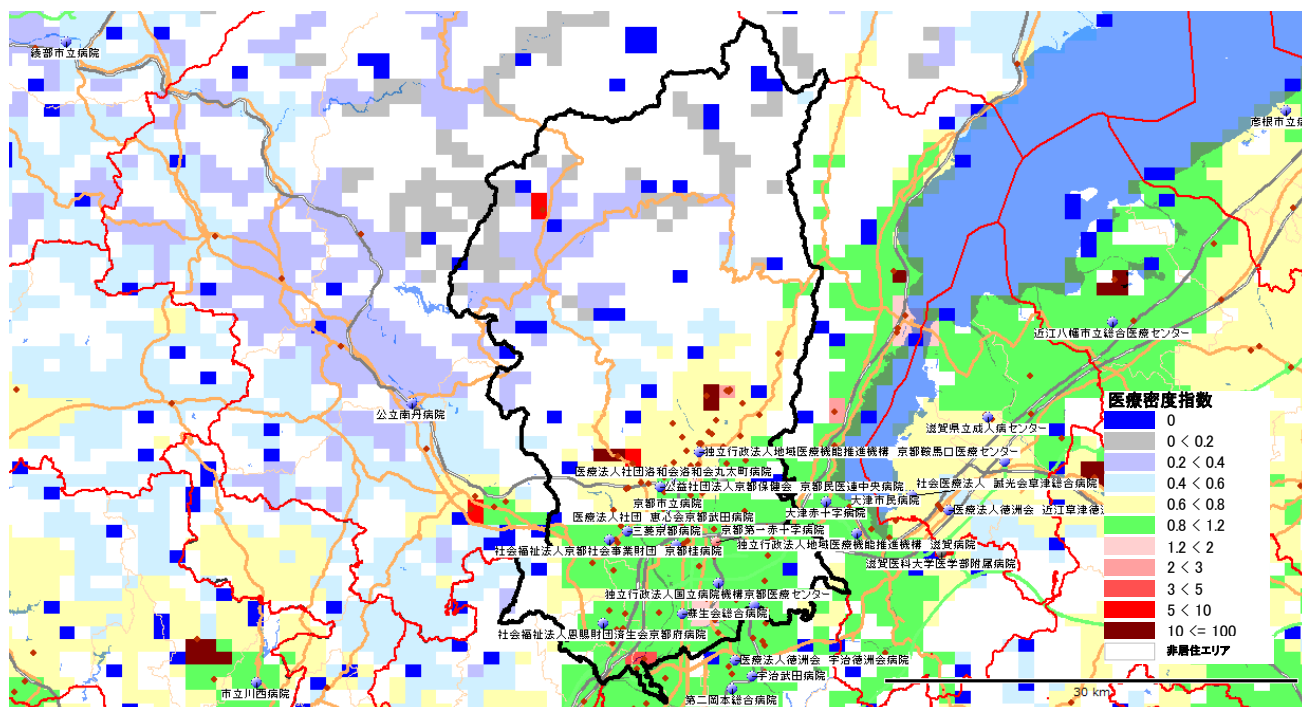 綾部市立病院
彦根市立病
近江八幡市立総合医療センター
公立南丹病院
医療密度指数
0
0 < 0.2
0.2 < 0.4
0.4 < 0.6
0.6 < 0.8
0.8 < 1.2
1.2 < 2
2 < 3
3 < 5
5 < 10
10 <= 100
非居住エリア
滋賀県立成人病センター
独立行政法人地域医療機能推進機構 京都鞍馬口医療センター
医療法人社団洛和会洛和会丸太町病院
社会医療法人 誠光会草津総合病院
公益社団法人京都保健会 京都民医連中央病院
大津市民病院
京都市立病院
大津赤十字病院
医療法人徳洲会 近江草津徳
医療法人社団 恵心会京都武田病院
三菱京都病院
京都第一赤十字病院
独立行政法人地域医療機能推進機構 滋賀病院
社会福祉法人京都社会事業財団 京都桂病院
滋賀医科大学医学部附属病院
独立行政法人国立病院機構京都医療センター
蘇生会総合病院
社会福祉法人恩賜財団済生会京都府病院
医療法人徳洲会 宇治徳洲会病院
宇治武田病院
市立川西病院
第二岡本総合病院
30 km